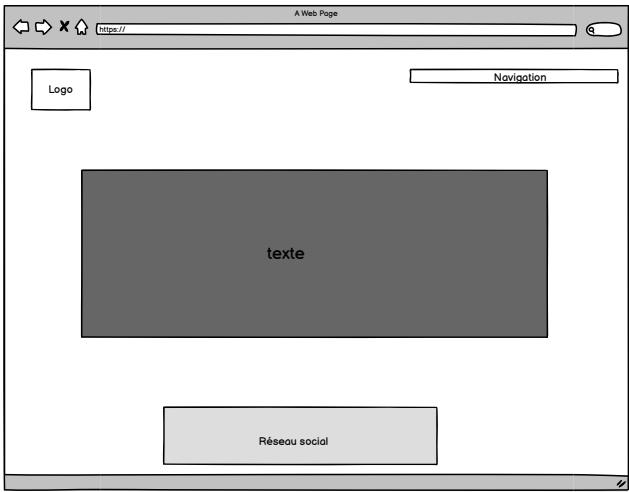 A Web Page
https://
Logo
Navigation
texte
Réseau social